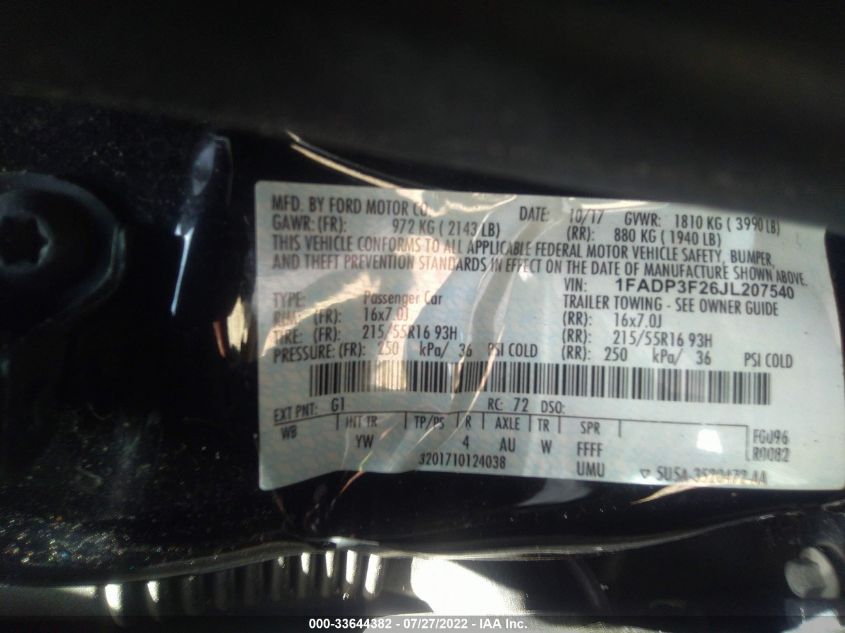 MFD. BY FORD MOTOR CO. DATE: 10/17 GVWR: 1810 KG ( 3990 LB)
GAWR: (FR): 972 KG ( 2143 LB) (RR): 880 KG ( 1940 LB)
THIS VEHICLE CONFORMS TO ALL APPLICABLE FEDERAL MOTOR VEHICLE SAFETY, BUMPER,
AND THEFT PREVENTION STANDARDS IN EFFECT ON THE DATE OF MANUFACTURE SHOWN ABOVE.
VIN: 1FADP3F26JL207540
TYPE: Passenger Car TRAILER TOWING - SEE OWNER GUIDE
RIM: (FR): 16x7.0J (RR): 16x7.0J
TIRE: (FR): 215/55R16 93H (RR): 215/55R16 93H
PRESSURE: (FR): 250 kPa/ 36 PSI COLD (RR): 250 kPa/ 36 PSI COLD
EXT PNT: G1 RC: 72 DSO:
WB INT TR TP/PS R AXLE TR SPR
YW 4 AU W FFFF
3201710124038 UMU
R0082
000-33644382 - 07/27/2022 - IAA Inc.